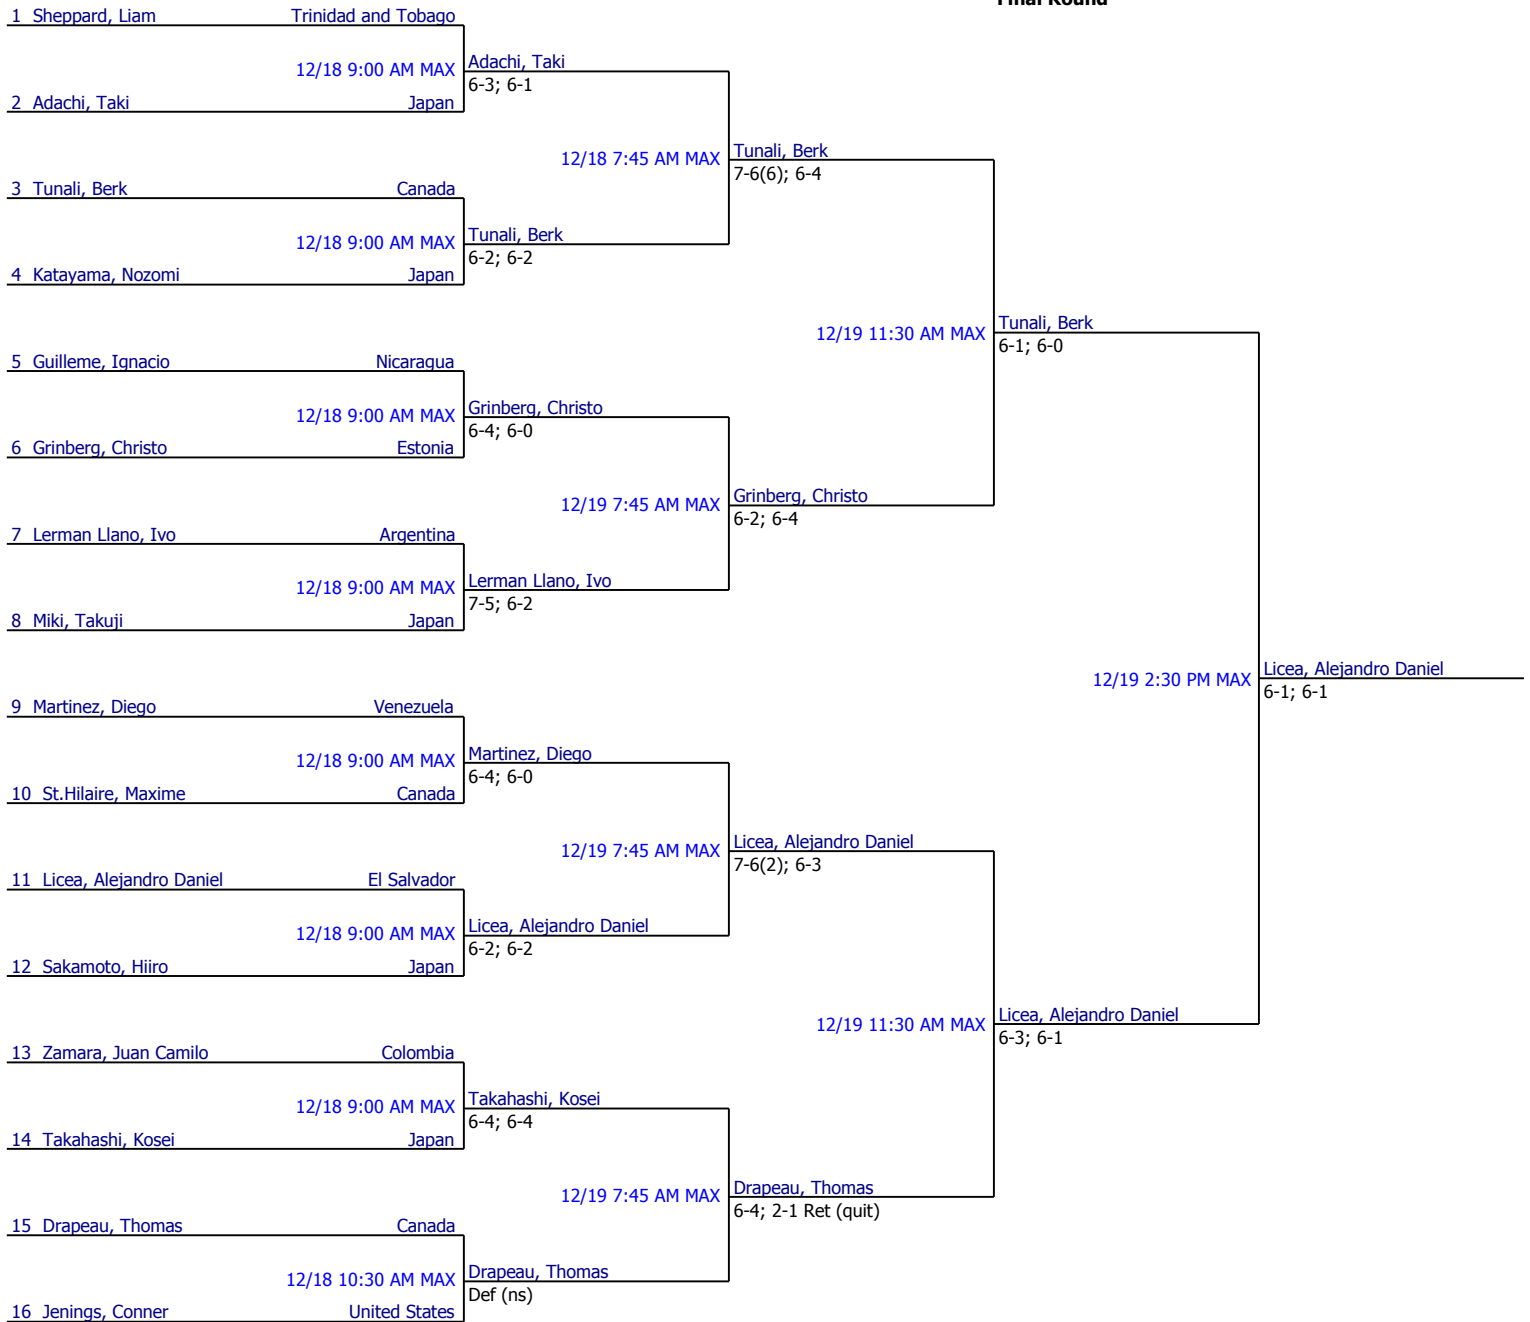 Final Round
1 Sheppard, Liam Trinidad and Tobago
12/18 9:00 AM MAX
Adachi, Taki
6-3; 6-1
2 Adachi, Taki Japan
12/18 7:45 AM MAX
Tunali, Berk
7-6(6); 6-4
3 Tunali, Berk Canada
12/18 9:00 AM MAX
Tunali, Berk
6-2; 6-2
4 Katayama, Nozomi Japan
12/19 11:30 AM MAX
Tunali, Berk
6-1; 6-0
5 Guilleme, Ignacio Nicaragua
12/18 9:00 AM MAX
Grinberg, Christo
6-4; 6-0
6 Grinberg, Christo Estonia
12/19 7:45 AM MAX
Grinberg, Christo
6-2; 6-4
7 Lerman Llano, Ivo Argentina
12/18 9:00 AM MAX
Lerman Llano, Ivo
7-5; 6-2
8 Miki, Takuji Japan
12/19 2:30 PM MAX
Licea, Alejandro Daniel
6-1; 6-1
9 Martinez, Diego Venezuela
12/18 9:00 AM MAX
Martinez, Diego
6-4; 6-0
10 St.Hilaire, Maxime Canada
12/19 7:45 AM MAX
Licea, Alejandro Daniel
7-6(2); 6-3
11 Licea, Alejandro Daniel El Salvador
12/18 9:00 AM MAX
Licea, Alejandro Daniel
6-2; 6-2
12 Sakamoto, Hiiro Japan
12/19 11:30 AM MAX
Licea, Alejandro Daniel
6-3; 6-1
13 Zamara, Juan Camilo Colombia
12/18 9:00 AM MAX
Takahashi, Kosei
6-4; 6-4
14 Takahashi, Kosei Japan
12/19 7:45 AM MAX
Drapeau, Thomas
6-4; 2-1 Ret (quit)
15 Drapeau, Thomas Canada
12/18 10:30 AM MAX
Drapeau, Thomas
Def (ns)
16 Jenings, Conner United States